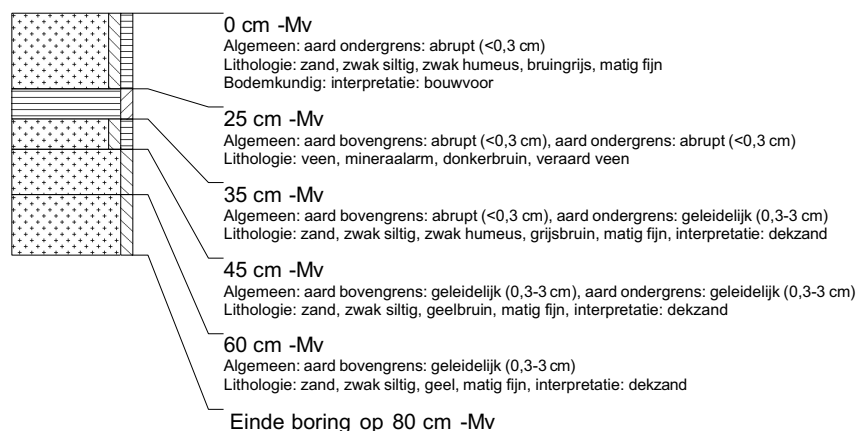 0 cm -Mv
Algemeen: aard ondergrens: abrupt (<0,3 cm)
Lithologie: zand, zwak siltig, zwak humeus, bruingrijs, matig fijn
Bodemkundig: interpretatie: bouwvoor
25 cm -Mv
Algemeen: aard bovengrens: abrupt (<0,3 cm), aard ondergrens: abrupt (<0,3 cm)
Lithologie: veen, mineraalarm, donkerbruin, veraard veen
35 cm -Mv
Algemeen: aard bovengrens: abrupt (<0,3 cm), aard ondergrens: geleidelijk (0,3-3 cm)
Lithologie: zand, zwak siltig, zwak humeus, grijsbruin, matig fijn, interpretatie: dekzand
45 cm -Mv
Algemeen: aard bovengrens: geleidelijk (0,3-3 cm), aard ondergrens: geleidelijk (0,3-3 cm)
Lithologie: zand, zwak siltig, geelbruin, matig fijn, interpretatie: dekzand
60 cm -Mv
Algemeen: aard bovengrens: geleidelijk (0,3-3 cm)
Lithologie: zand, zwak siltig, geel, matig fijn, interpretatie: dekzand
Einde boring op 80 cm -Mv